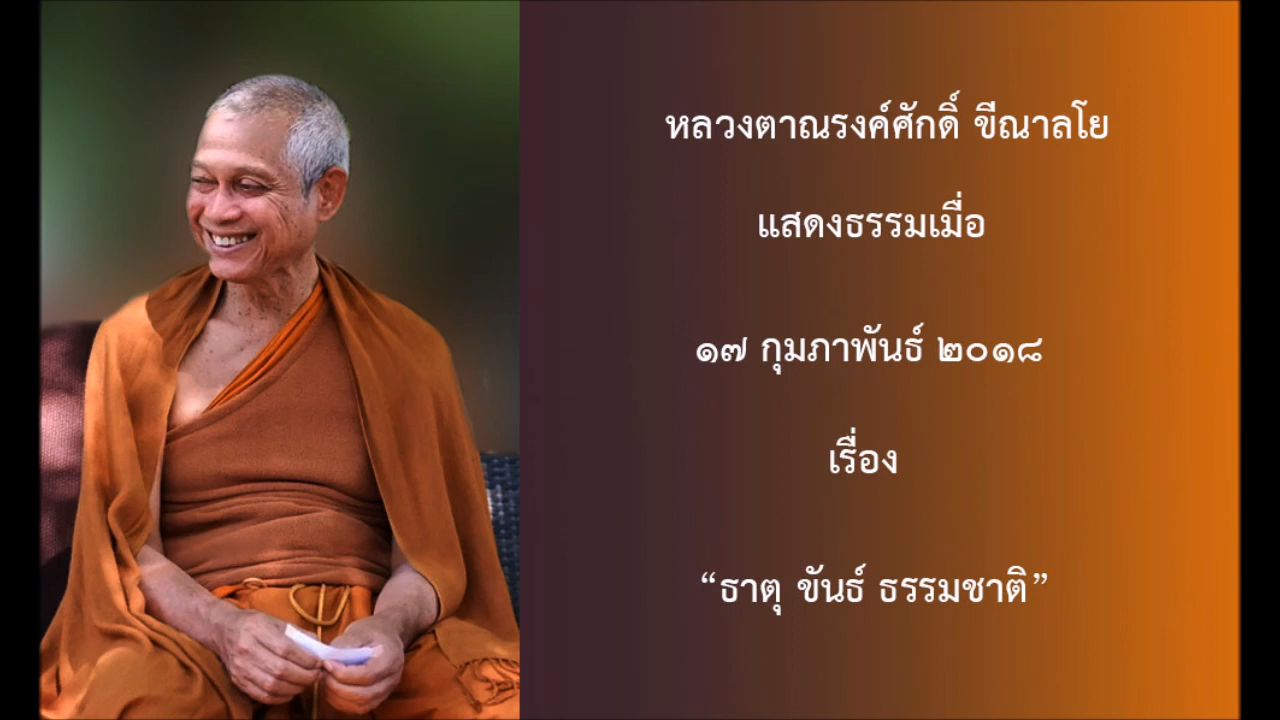 หลวงตาณรงค์ศักดิ์ ขีณาลโย
แสดงธรรมเมื่อ
๑๗ กุมภาพันธ์ ๒๐๑๘
เรื่อง
“ธาตุ ขันธ์ ธรรมชาติ”